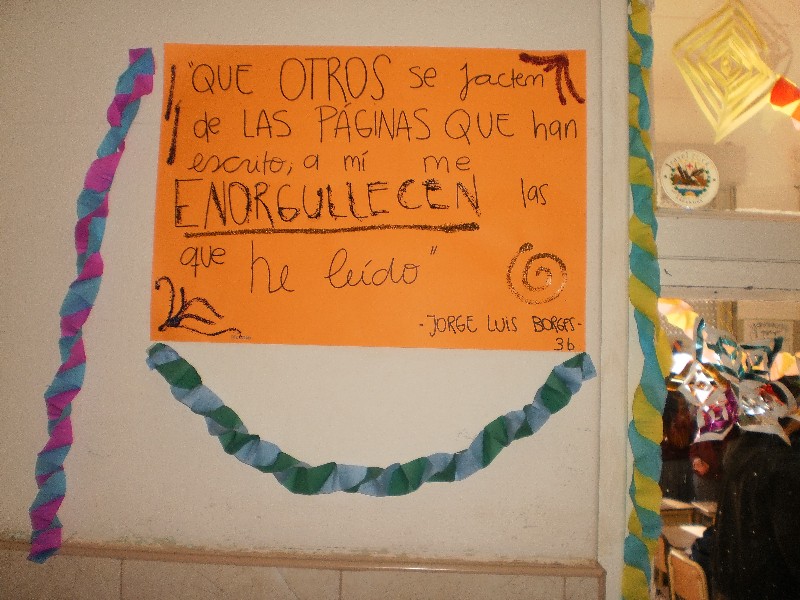 "QUE OTROS se jacten
de LAS PÁGINAS QUE han
escrito; a mí me
ENORGULLECEN las
que he leído"
-JORGE LUIS BORGES-
3b